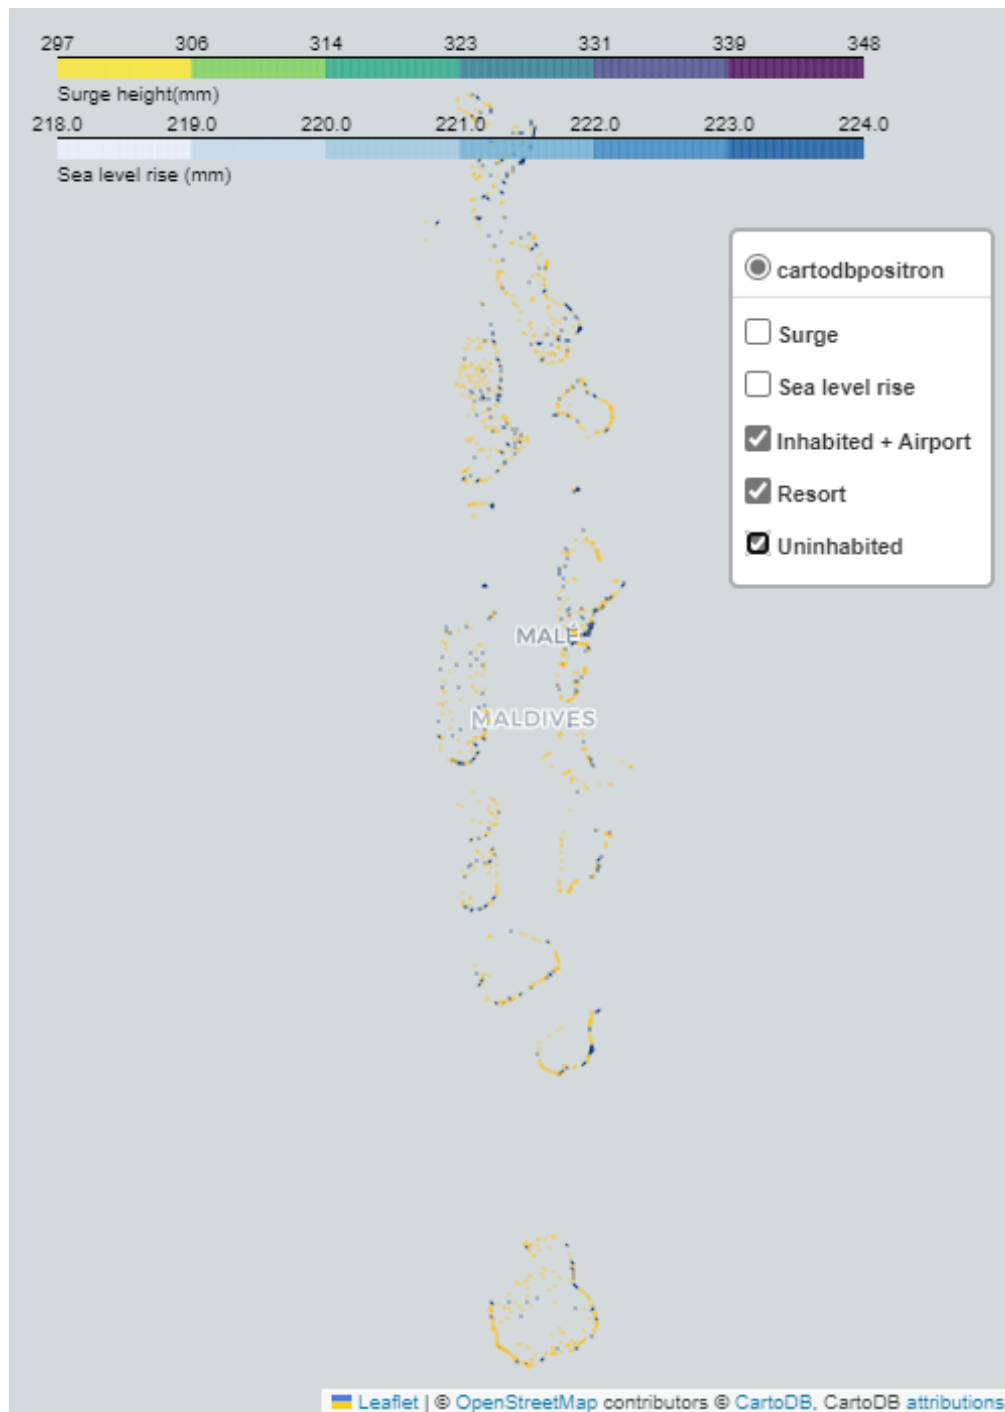 297 306 314 323 331 339 348
Surge height(mm)
218.0 219.0 220.0 221.0 222.0 223.0 224.0
Sea level rise (mm)
cartodbpositron
Surge
Sea level rise
Inhabited + Airport
Resort
Uninhabited
MALÉ
MALDIVES
Leaflet | © OpenStreetMap contributors © CartoDB, CartoDB attributions